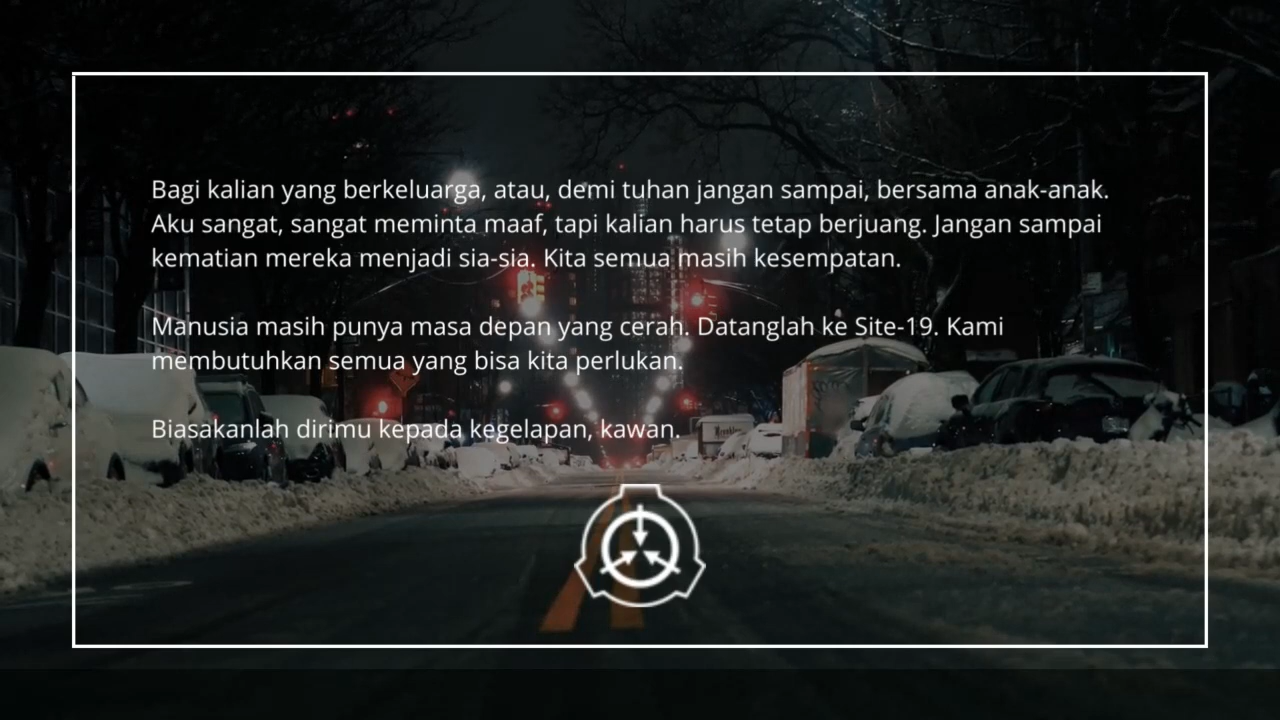 Bagi kalian yang berkeluarga, atau, demi tuhan jangan sampai, bersama anak-anak.
Aku sangat, sangat meminta maaf, tapi kalian harus tetap berjuang. Jangan sampai
kematian mereka menjadi sia-sia. Kita semua masih kesempatan.
Manusia masih punya masa depan yang cerah. Datanglah ke Site-19. Kami
membutuhkan semua yang bisa kita perlukan.
Biasakanlah dirimu kepada kegelapan, kawan.